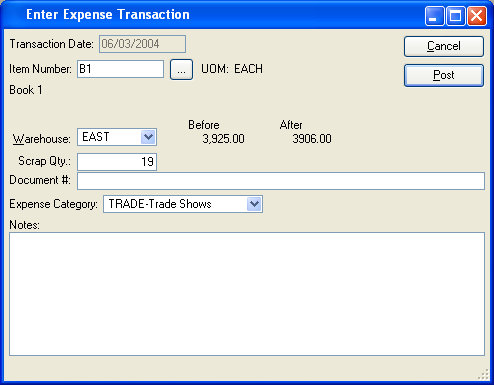 Enter Expense Transaction
Transaction Date: 06/03/2004 Cancel
Item Number: B1 ... UOM: EACH Post
Book 1
Before After
Warehouse: EAST 3,925.00 3906.00
Scrap Qty.: 19
Document #:
Expense Category: TRADE-Trade Shows
Notes: